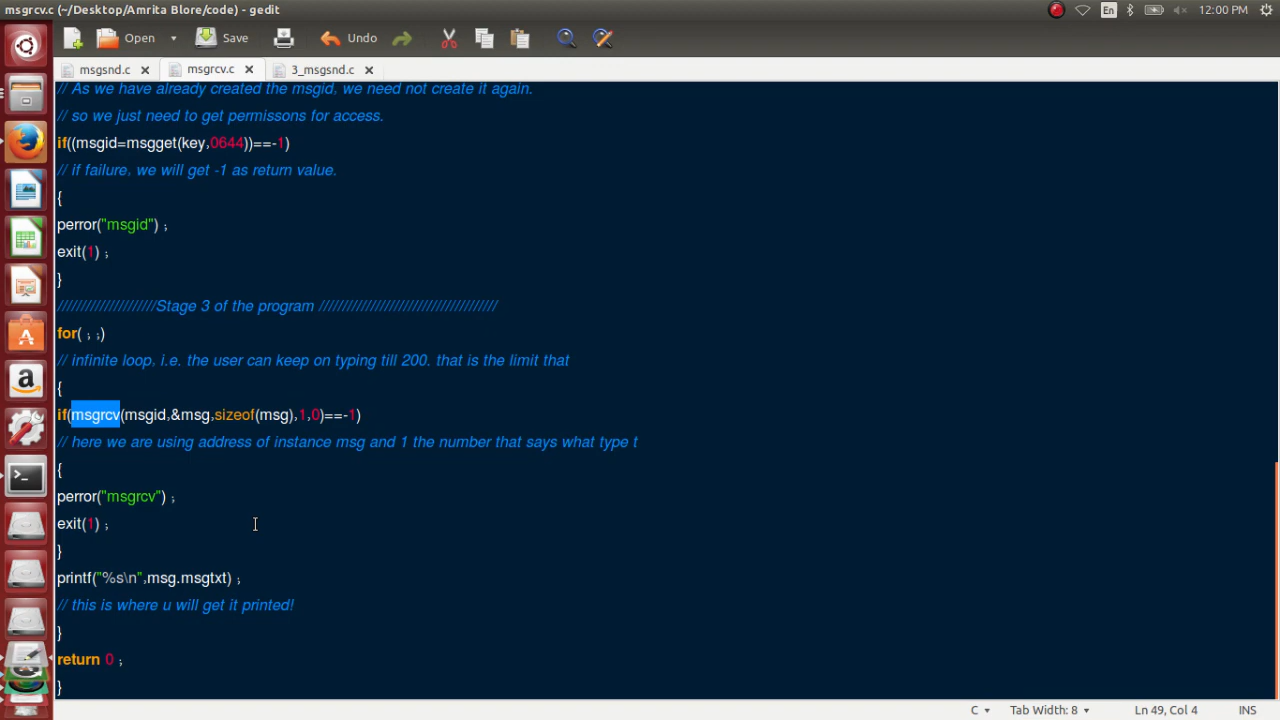 msgrcv.c (~/Desktop/Amrita Blore/code) - gedit
En
12:00 PM
Open
Save
Undo
msgsnd.c
msgrcv.c
3_msgsnd.c
// As we have already created the msgid, we need not create it again.
// so we just need to get permissons for access.
if((msgid=msgget(key,0644))==-1)
// if failure, we will get -1 as return value.
{
perror("msgid") ;
exit(1) ;
}
/////////////////////Stage 3 of the program //////////////////////////////////////
for( ; ;)
// infinite loop, i.e. the user can keep on typing till 200. that is the limit that
{
if(msgrcv(msgid,&msg,sizeof(msg),1,0)==-1)
// here we are using address of instance msg and 1 the number that says what type t
{
perror("msgrcv") ;
exit(1) ;
}
printf("%s\n",msg.msgtxt) ;
// this is where u will get it printed!
}
return 0 ;
}
C
Tab Width: 8
Ln 49, Col 4
INS